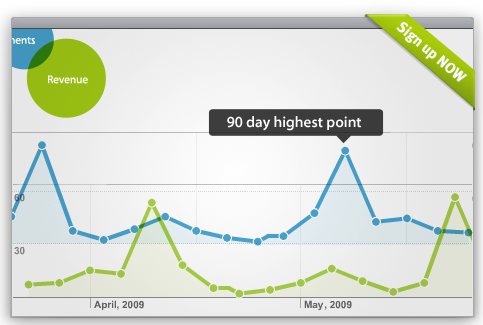 ments
Revenue
Sign up NOW
90 day highest point
60
30
April, 2009
May, 2009